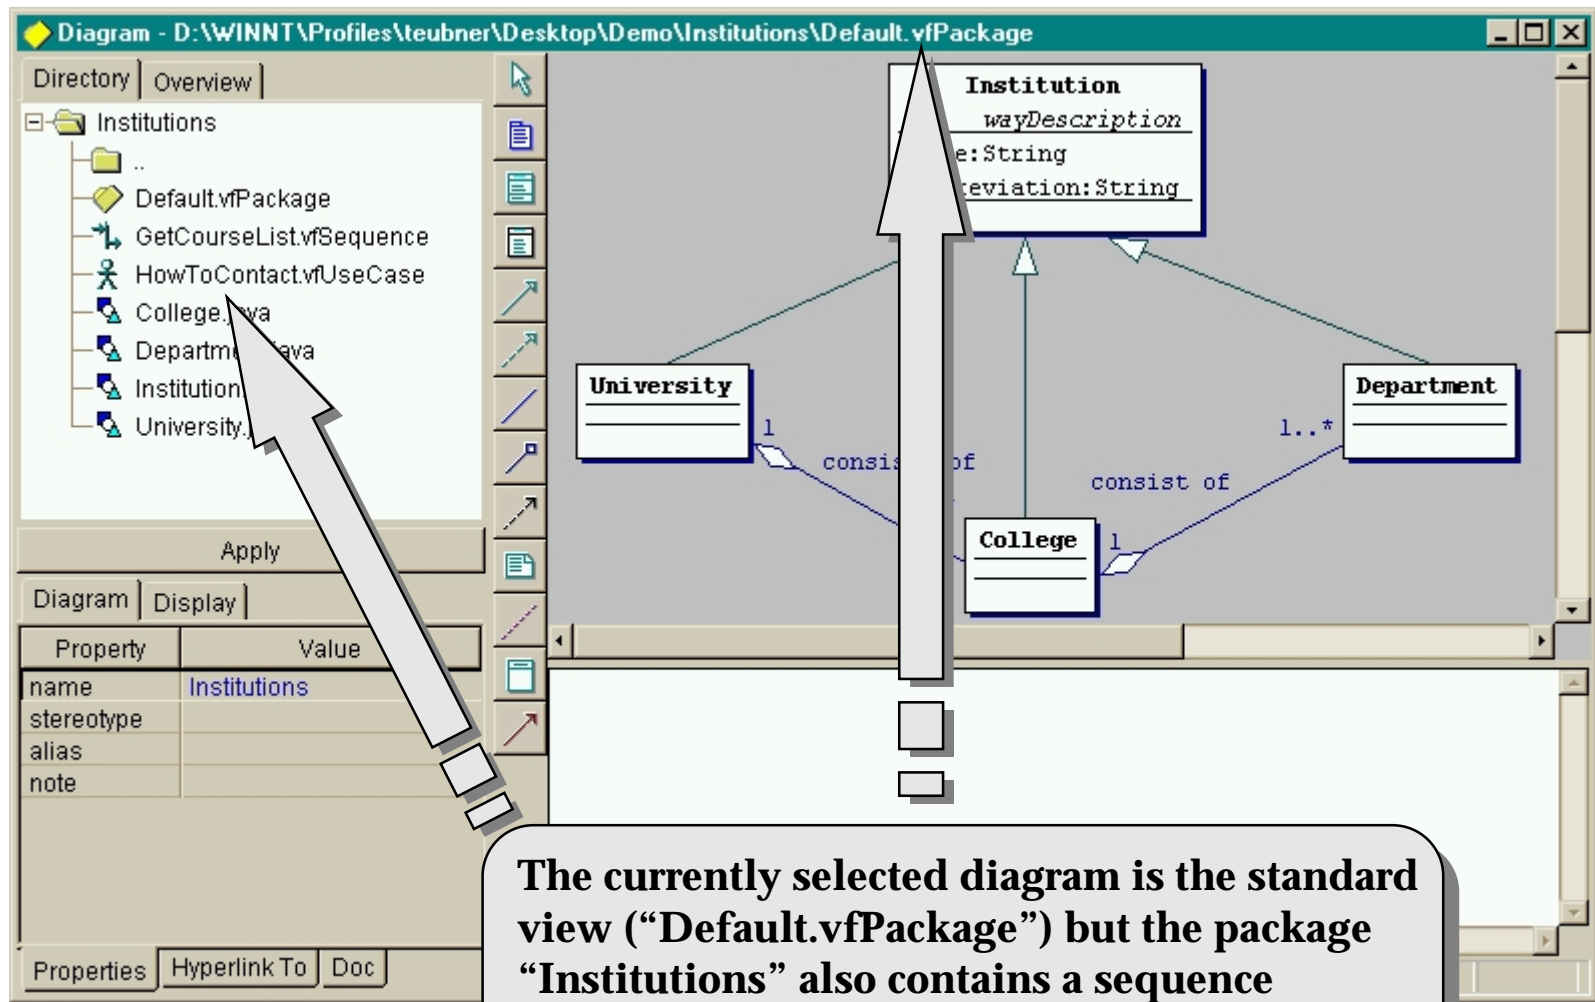 Diagram - D:\WINNT\Profiles\teubner\Desktop\Demo\Institutions\Default.vfPackage
Directory Overview
Institutions
..
Default.vfPackage
GetCourseList.vfSequence
HowToContact.vfUseCase
College.
Departm
Institution
University.
Apply
Diagram Display
Property Value
name Institutions
stereotype
alias
note
Properties Hyperlink To Doc
Institution
wayDescription
e:String
reviation:String
University
Department
1
1..*
of
consist of
College
1
The currently selected diagram is the standard
view (“Default.vfPackage”) but the package
“Institutions” also contains a sequence